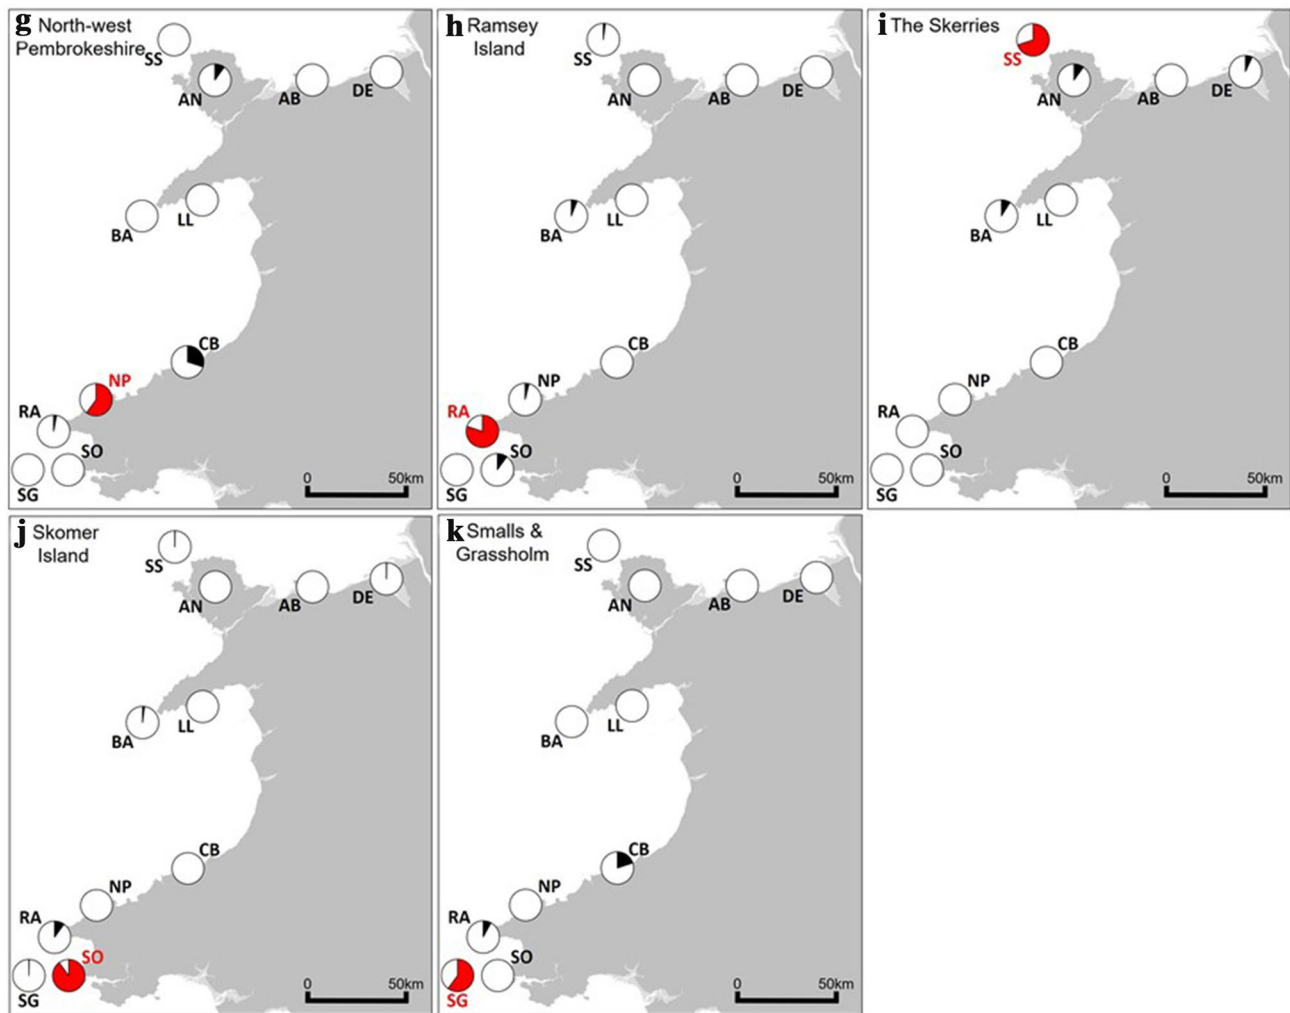 g North-west
Pembrokeshire
SS
AN
AB
DE
BA
LL
CB
NP
RA
SO
SG
0 50km
h Ramsey
Island
SS
AN
AB
DE
BA
LL
CB
NP
RA
SO
SG
0 50km
i The Skerries
SS
AN
AB
DE
BA
LL
CB
NP
RA
SO
SG
0 50km
j Skomer
Island
SS
AN
AB
DE
BA
LL
CB
NP
RA
SO
SG
0 50km
k Smalls &
Grassholm
SS
AN
AB
DE
BA
LL
CB
NP
RA
SO
SG
0 50km